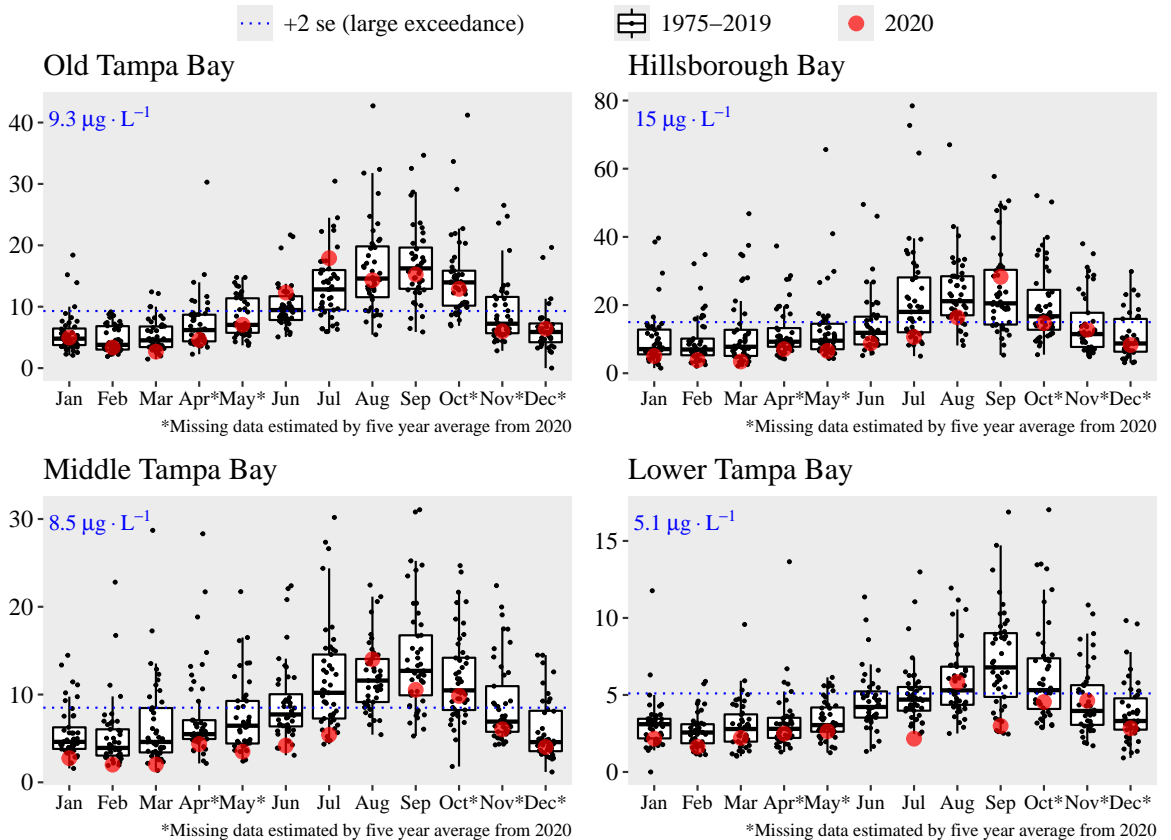 +2 se (large exceedance) 1975−2019 2020
Old Tampa Bay
9.3 μg ⋅ L⁻¹
40
30
20
10
0
Jan Feb Mar Apr* May* Jun Jul Aug Sep Oct* Nov* Dec*
*Missing data estimated by five year average from 2020
Hillsborough Bay
15 μg ⋅ L⁻¹
80
60
40
20
0
Jan Feb Mar Apr* May* Jun Jul Aug Sep Oct* Nov* Dec*
*Missing data estimated by five year average from 2020
Middle Tampa Bay
8.5 μg ⋅ L⁻¹
30
20
10
0
Jan Feb Mar Apr* May* Jun Jul Aug Sep Oct* Nov* Dec*
*Missing data estimated by five year average from 2020
Lower Tampa Bay
5.1 μg ⋅ L⁻¹
15
10
5
0
Jan Feb Mar Apr* May* Jun Jul Aug Sep Oct* Nov* Dec*
*Missing data estimated by five year average from 2020